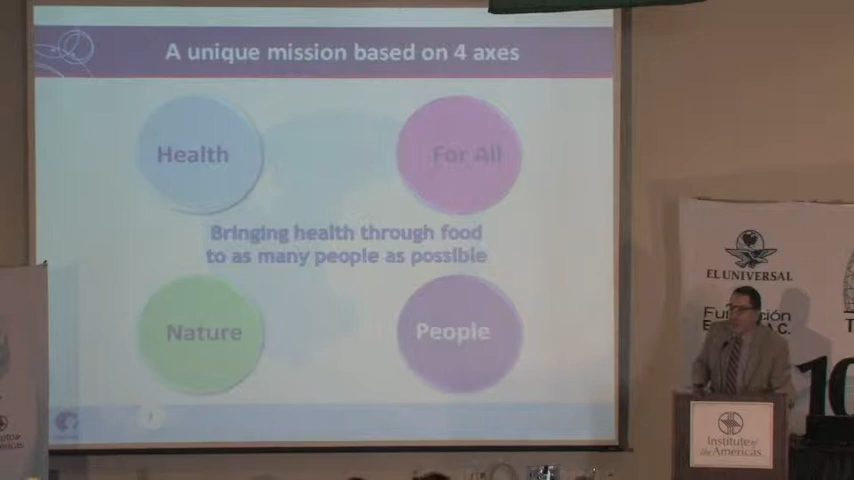 A unique mission based on 4 axes
Health
For All
Bringing health through food
to as many people as possible
Nature
People
EL UNIVERSAL
A.C.
10
Institute of
the Americas